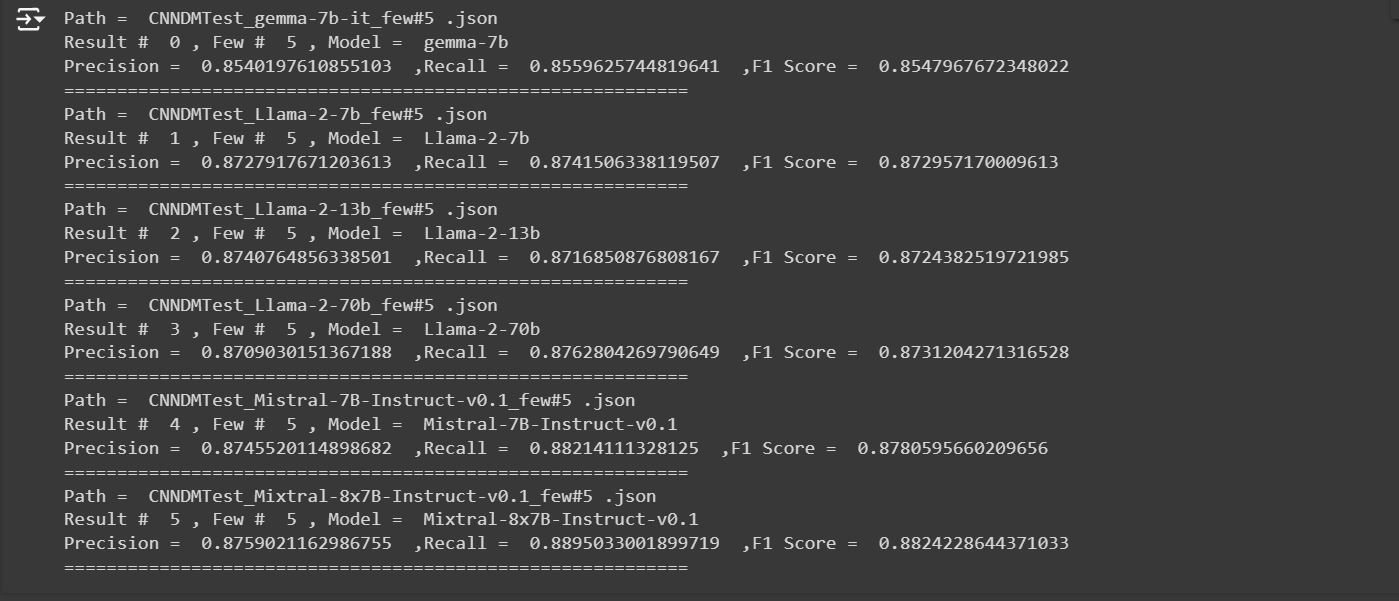 Path =  CNNDMTest_gemma-7b-it_few#5 .json
Result #  0 , Few #  5 , Model =  gemma-7b
Precision =  0.8540197610855103  ,Recall =  0.8559625744819641  ,F1 Score =  0.8547967672348022
===========================================================
Path =  CNNDMTest_Llama-2-7b_few#5 .json
Result #  1 , Few #  5 , Model =  Llama-2-7b
Precision =  0.8727917671203613  ,Recall =  0.8741506338119507  ,F1 Score =  0.872957170009613
===========================================================
Path =  CNNDMTest_Llama-2-13b_few#5 .json
Result #  2 , Few #  5 , Model =  Llama-2-13b
Precision =  0.8740764856338501  ,Recall =  0.8716850876808167  ,F1 Score =  0.8724382519721985
===========================================================
Path =  CNNDMTest_Llama-2-70b_few#5 .json
Result #  3 , Few #  5 , Model =  Llama-2-70b
Precision =  0.8709030151367188  ,Recall =  0.8762804269790649  ,F1 Score =  0.8731204271316528
===========================================================
Path =  CNNDMTest_Mistral-7B-Instruct-v0.1_few#5 .json
Result #  4 , Few #  5 , Model =  Mistral-7B-Instruct-v0.1
Precision =  0.8745520114898682  ,Recall =  0.88214111328125  ,F1 Score =  0.8780595660209656
===========================================================
Path =  CNNDMTest_Mixtral-8x7B-Instruct-v0.1_few#5 .json
Result #  5 , Few #  5 , Model =  Mixtral-8x7B-Instruct-v0.1
Precision =  0.8759021162986755  ,Recall =  0.8895033001899719  ,F1 Score =  0.8824228644371033
===========================================================